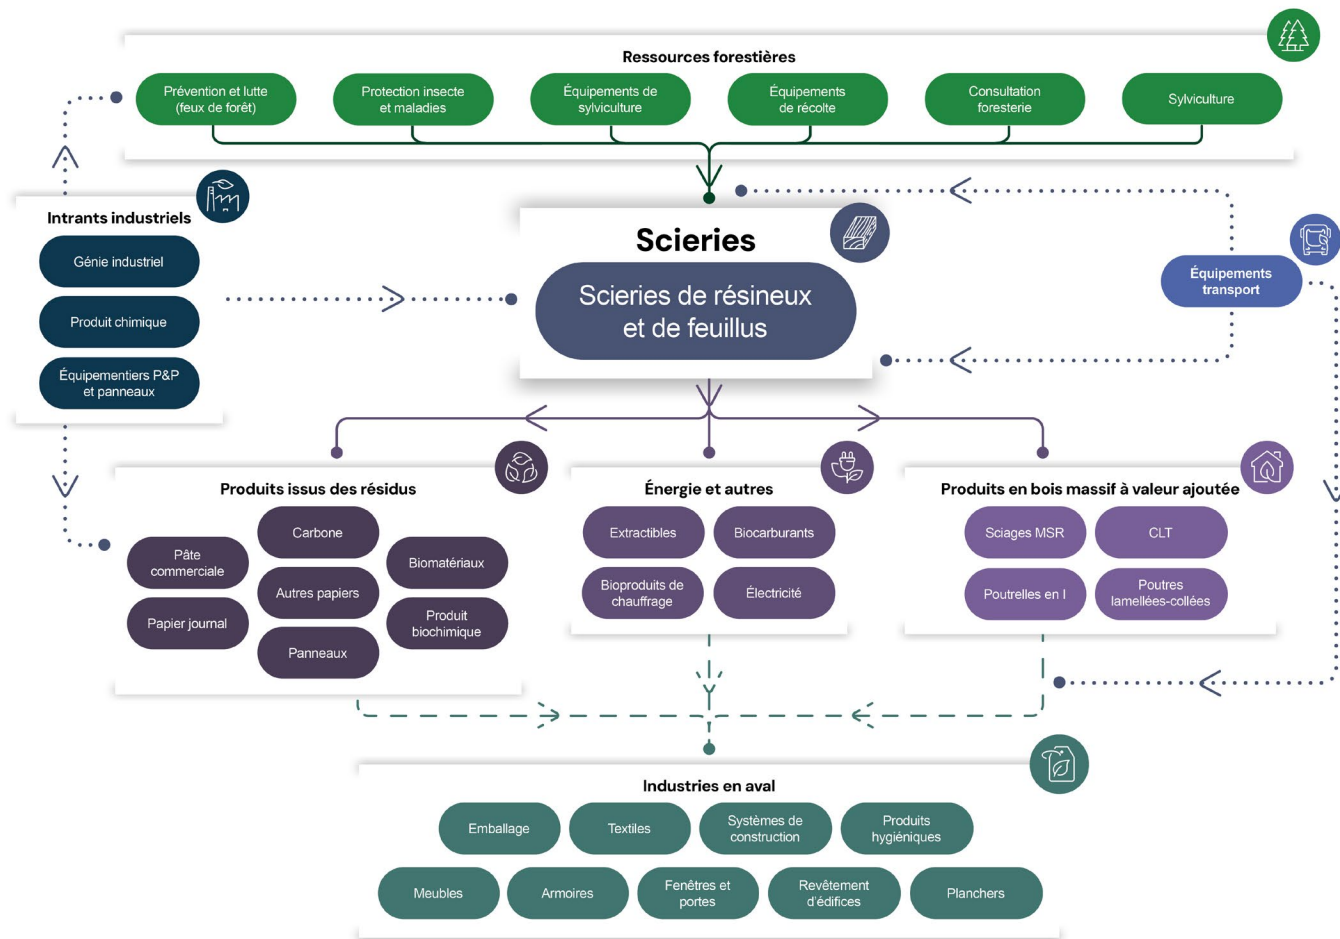 Ressources forestières
Prévention et lutte
(feux de forêt)
Protection insecte
et maladies
Équipements de
sylviculture
Équipements
de récolte
Consultation
foresterie
Sylviculture
Intrants industriels
Génie industriel
Produit chimique
Équipementiers P&P
et panneaux
Scieries
Scieries de résineux
et de feuillus
Équipements
transport
Produits issus des résidus
Pâte
commerciale
Papier journal
Carbone
Autres papiers
Panneaux
Biomatériaux
Produit
biochimique
Énergie et autres
Extractibles
Biocarburants
Bioproduits de
chauffrage
Électricité
Produits en bois massif à valeur ajoutée
Sciages MSR
CLT
Poutrelles en I
Poutres
lamellées-collées
Industries en aval
Emballage
Textiles
Systèmes de
construction
Produits
hygiéniques
Meubles
Armoires
Fenêtres et
portes
Revêtement
d'édifices
Planchers